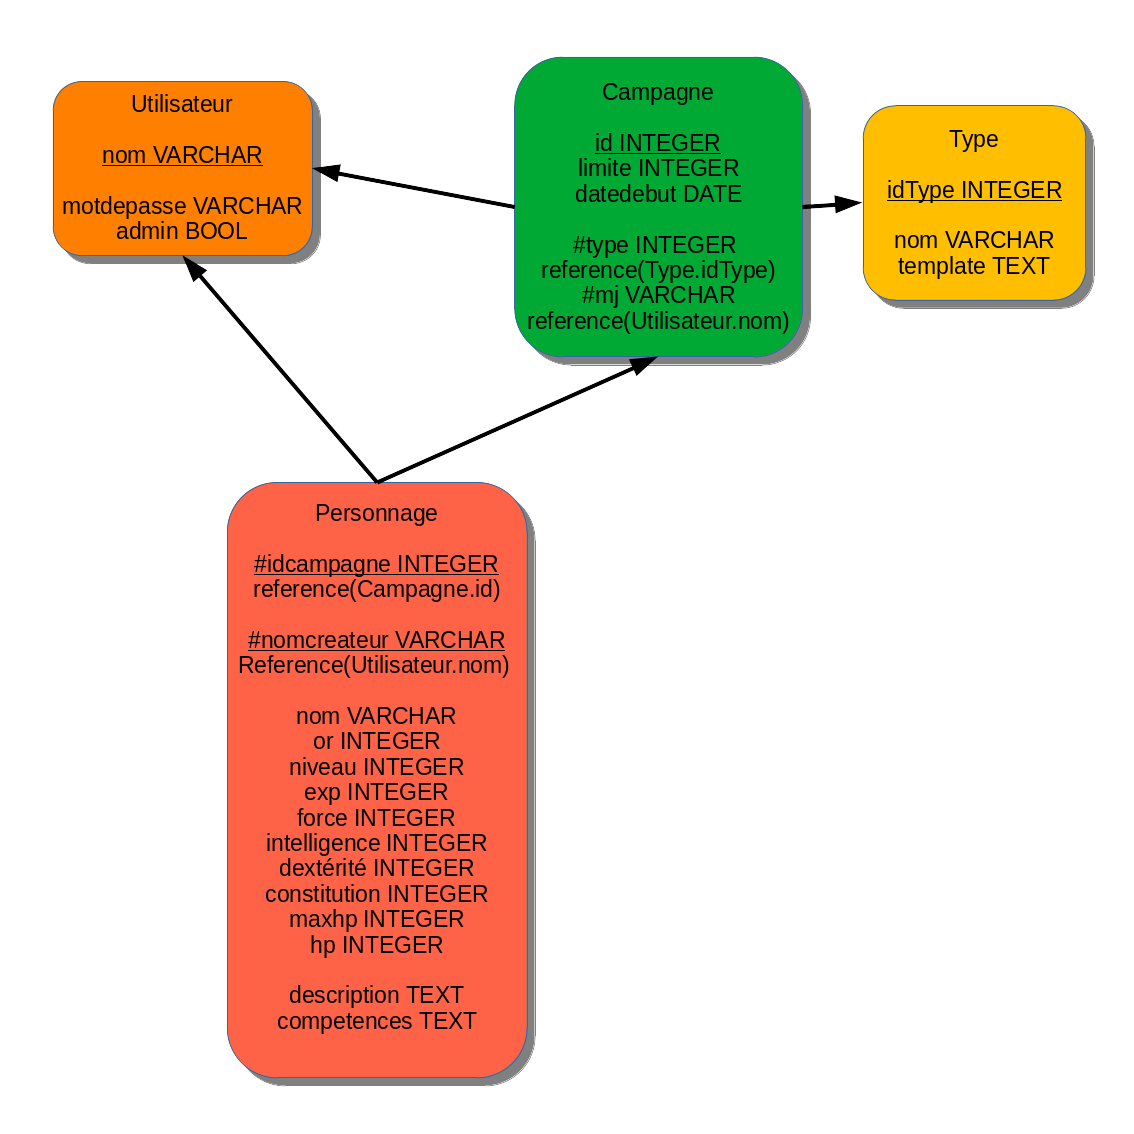 Utilisateur
nom VARCHAR
motdepasse VARCHAR
admin BOOL
Campagne
id INTEGER
limite INTEGER
datedebut DATE
#type INTEGER
reference(Type.idType)
#mj VARCHAR
reference(Utilisateur.nom)
Type
idType INTEGER
nom VARCHAR
template TEXT
Personnage
#idcampagne INTEGER
reference(Campagne.id)
#nomcreateur VARCHAR
Reference(Utilisateur.nom)
nom VARCHAR
or INTEGER
niveau INTEGER
exp INTEGER
force INTEGER
intelligence INTEGER
dextérité INTEGER
constitution INTEGER
maxhp INTEGER
hp INTEGER
description TEXT
competences TEXT